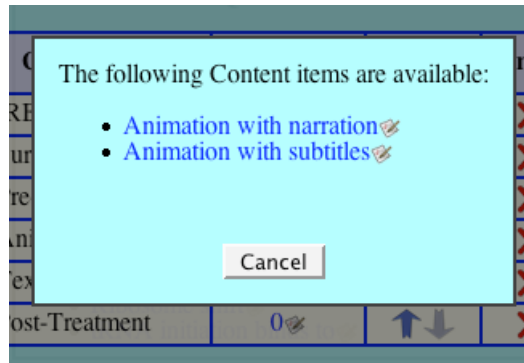 The following Content items are available:
Animation with narration
Animation with subtitles
Cancel
Post-Treatment
0